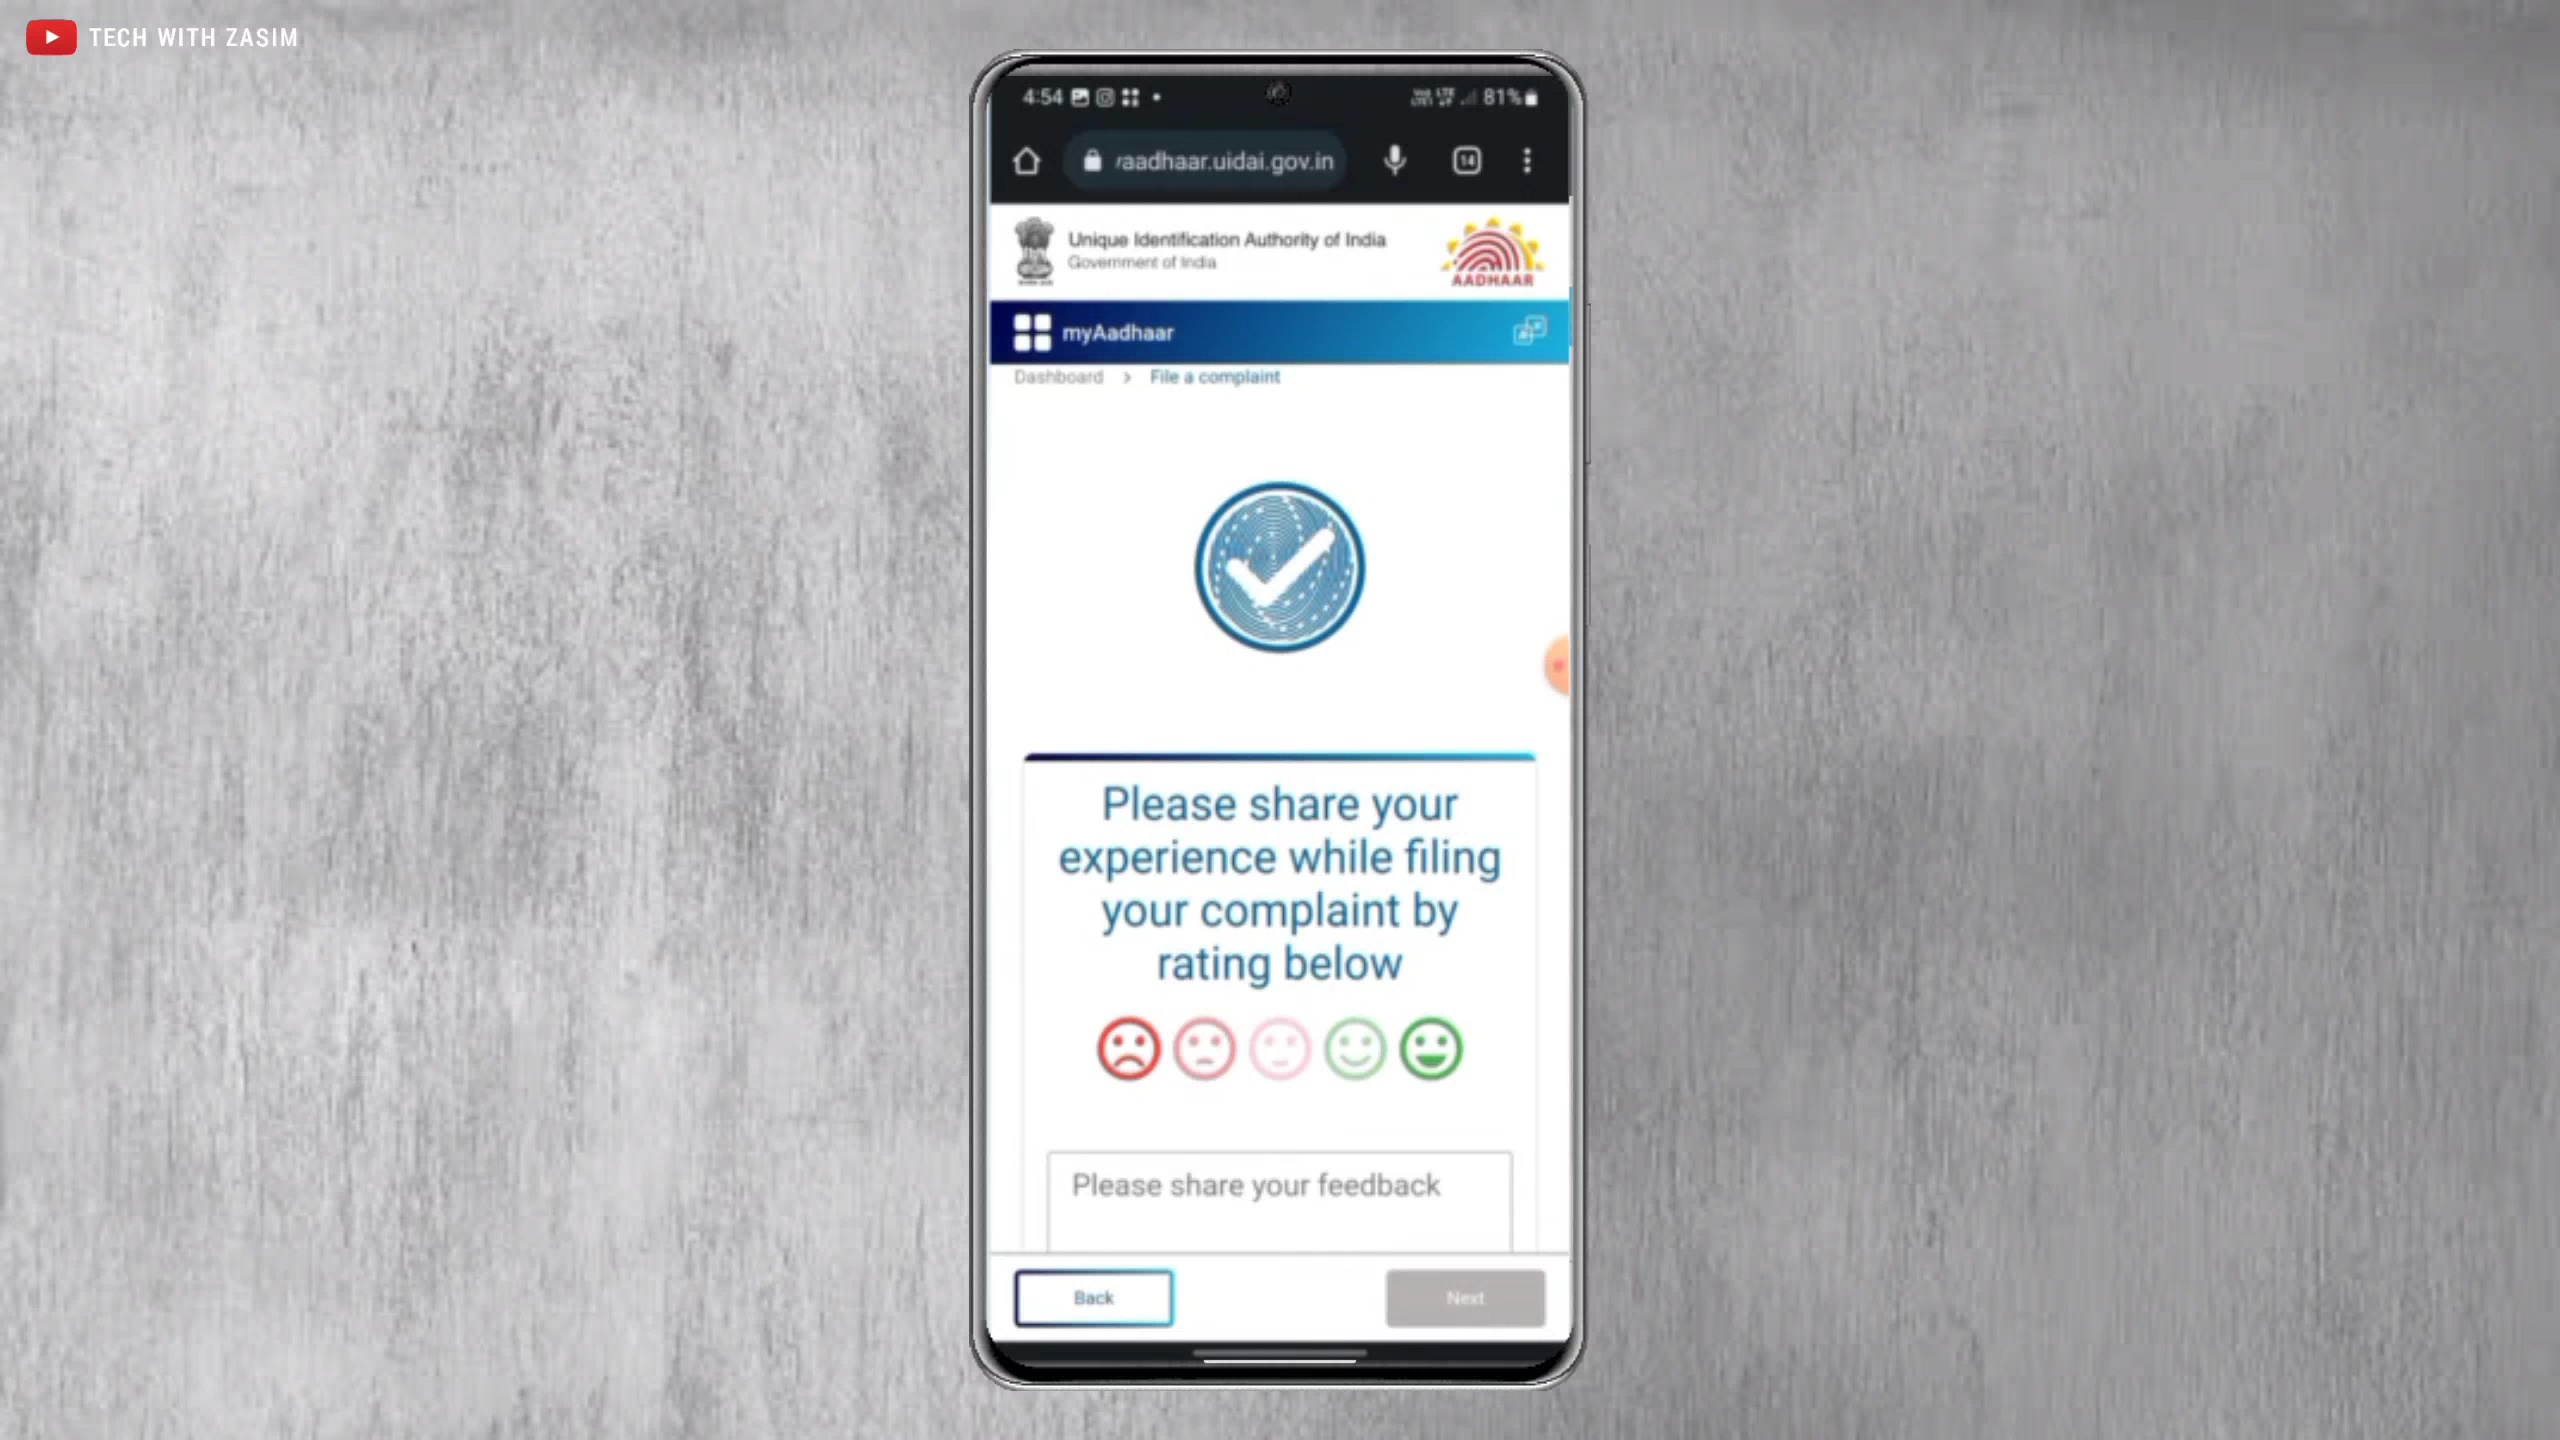 TECH WITH ZASIM
4:54
81%
aadhaar.uidai.gov.in
14
Unique Identification Authority of India
Government of India
AADHAAR
myAadhaar
Dashboard > File a complaint
Please share your
experience while filing
your complaint by
rating below
Please share your feedback
Back
Next